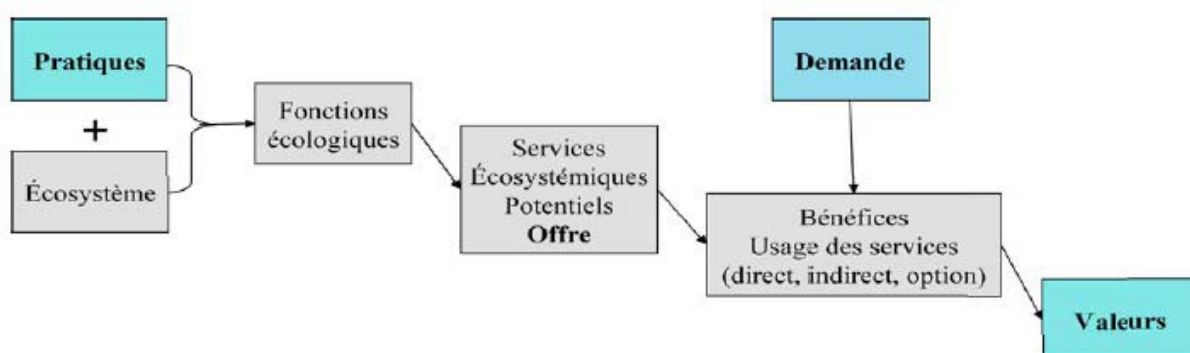 Pratiques
+
Écosystème
Fonctions
écologiques
Services
Écosystémiques
Potentiels
Offre
Demande
Bénéfices
Usage des services
(direct, indirect, option)
Valeurs